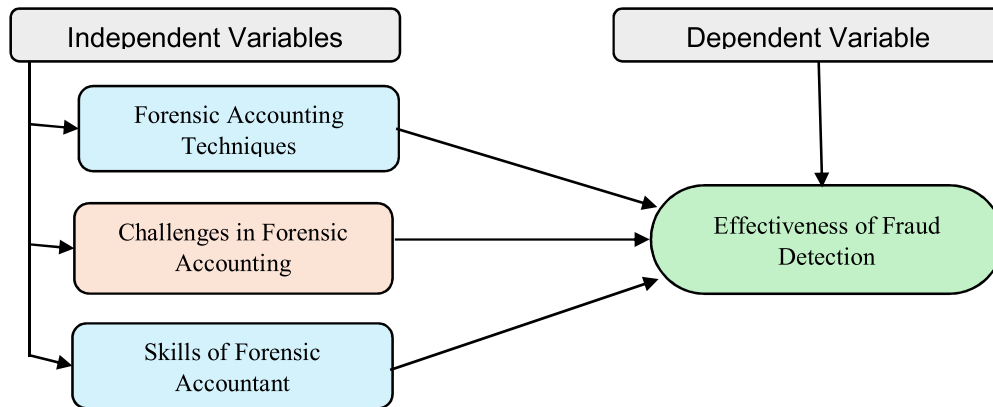 Independent Variables
Dependent Variable
Forensic Accounting
Techniques
Challenges in Forensic
Accounting
Skills of Forensic
Accountant
Effectiveness of Fraud
Detection